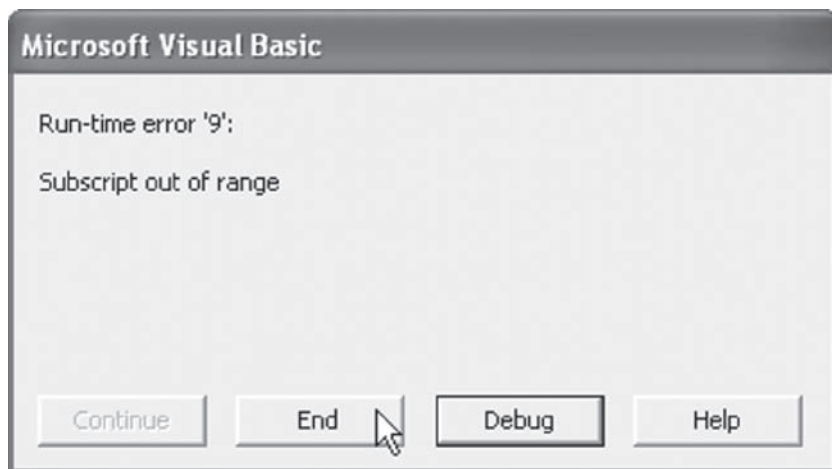 Microsoft Visual Basic
Run-time error '9':
Subscript out of range
Continue End Debug Help